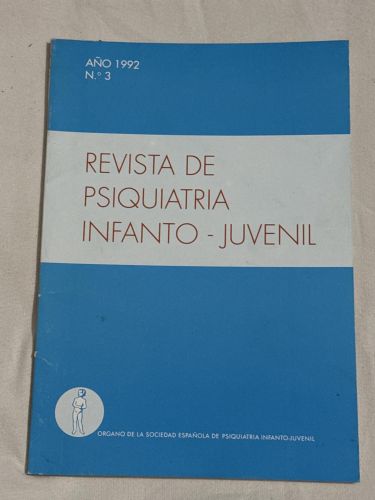 AÑO 1992
N.º 3
REVISTA DE
PSIQUIATRIA
INFANTO - JUVENIL
ORGANO DE LA SOCIEDAD ESPAÑOLA DE PSIQUIATRIA INFANTO-JUVENIL